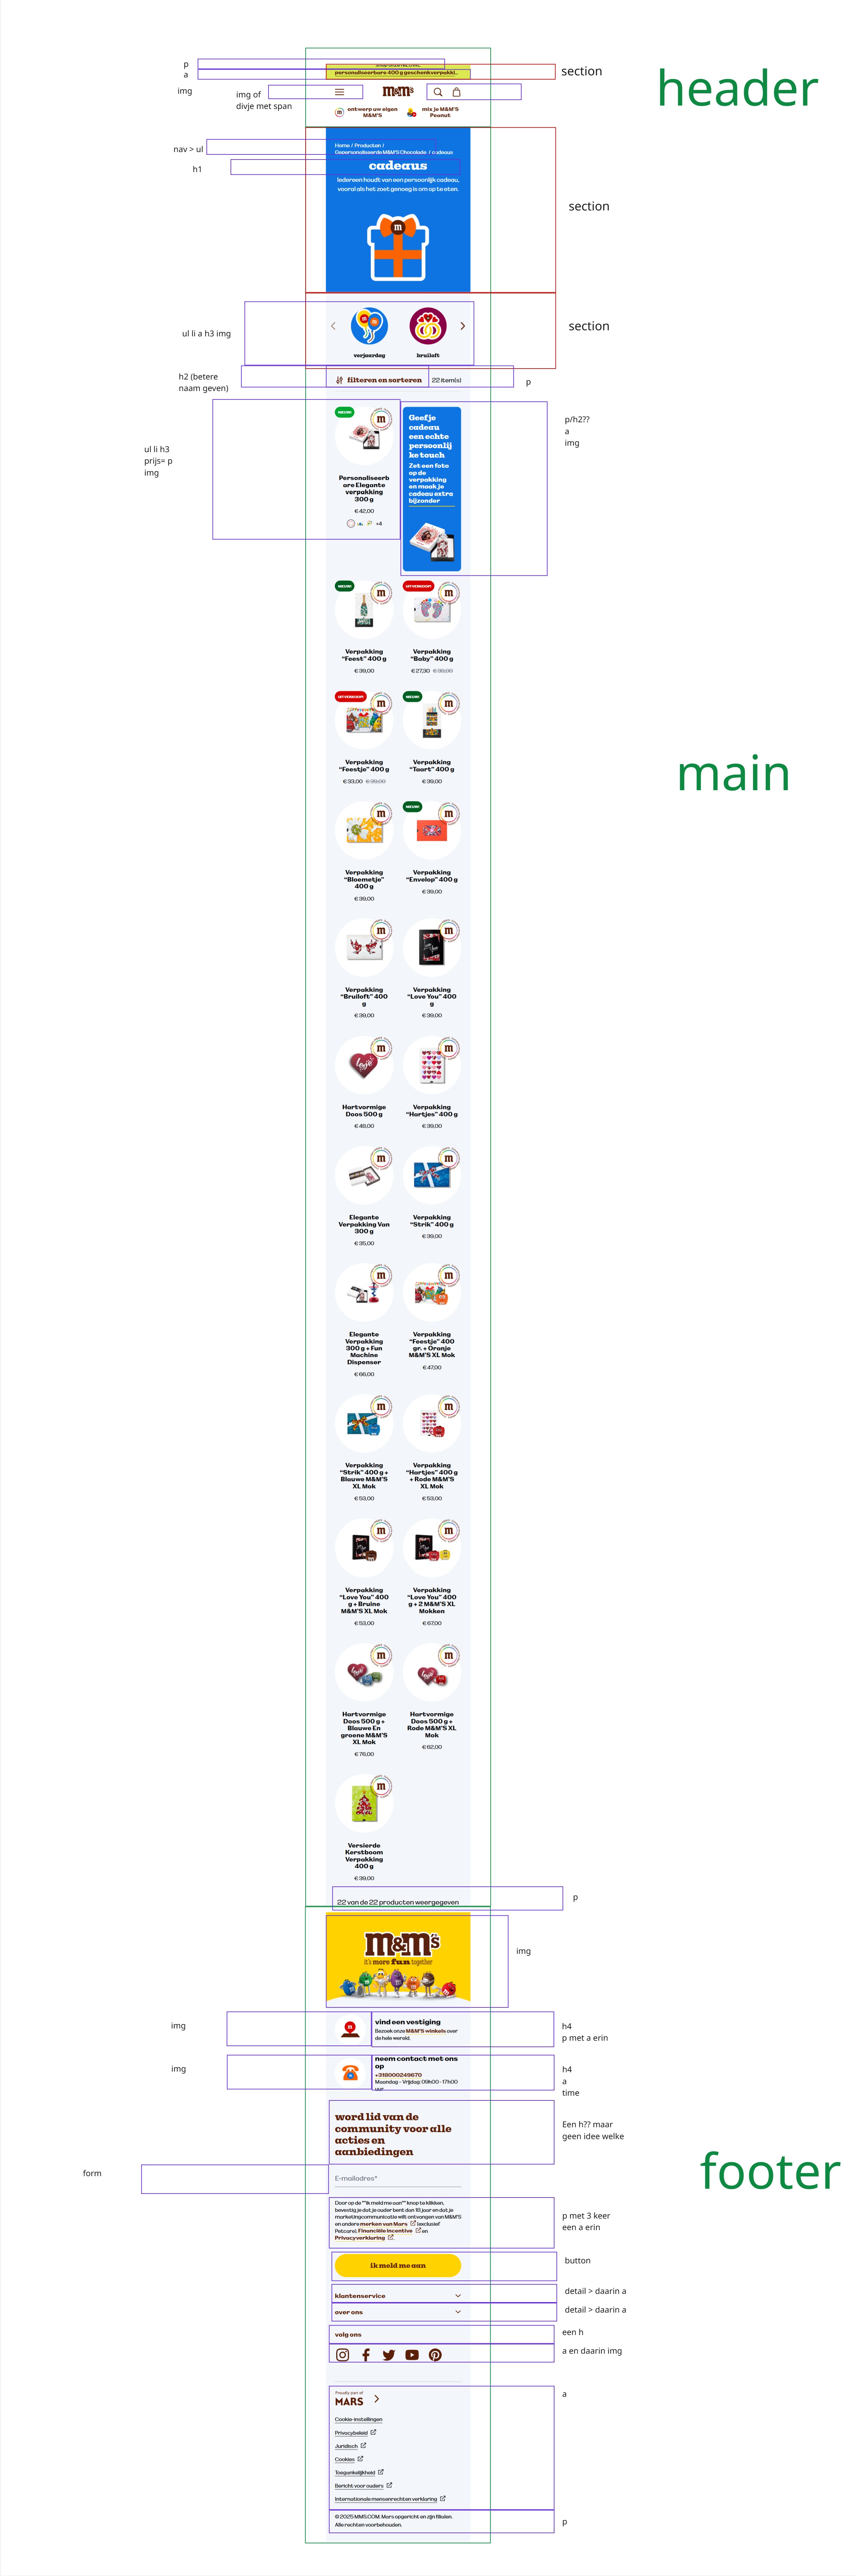 p
a
personaliseerbare 400 g geschenkverpakki...
section
header
img
img of
divje met span
m&m's
ontwerp uw eigen
M&M'S
mix je M&M'S
Peanut
nav > ul
Home / Producten /
Gepersonaliseerde M&M'S Chocolade / cadeaus
h1
cadeaus
Iedereen houdt van een persoonlijk cadeau,
vooral als het zoet genoeg is om op te eten.
section
m
section
ul li a h3 img
verjaardag
bruiloft
h2 (betere
naam geven)
filteren en sorteren
22 item(s)
p
ul li h3
prijs= p
img
NIEUW!
m
Personaliseerb
are Elegante
verpakking
300 g
€ 42,00
+4
Geef je
cadeau
een echte
persoonlij
ke touch
Zet een foto
op de
verpakking
en maak je
cadeau extra
bijzonder
p/h2??
a
img
NIEUW!
m
Verpakking
“Feest” 400 g
€ 39,00
UITVERKOOP!
m
Verpakking
“Baby” 400 g
€ 27,30 € 39,00
main
UITVERKOOP!
m
Verpakking
“Feestje” 400 g
€ 33,00 € 39,00
NIEUW!
m
Verpakking
“Taart” 400 g
€ 39,00
m
Verpakking
“Bloemetje”
400 g
€ 39,00
NIEUW!
m
Verpakking
“Envelop” 400 g
€ 39,00
m
Verpakking
“Bruiloft” 400
g
€ 39,00
m
Verpakking
“Love You” 400
g
€ 39,00
m
Hartvormige
Doos 500 g
€ 48,00
m
Verpakking
“Hartjes” 400 g
€ 39,00
m
Elegante
Verpakking Van
300 g
€ 35,00
m
Verpakking
“Strik” 400 g
€ 39,00
m
Elegante
Verpakking
300 g + Fun
Machine
Dispenser
€ 66,00
m
Verpakking
“Feestje” 400
gr. + Oranje
M&M'S XL Mok
€ 47,00
m
Verpakking
“Strik” 400 g +
Blauwe M&M'S
XL Mok
€ 53,00
m
Verpakking
“Hartjes” 400 g
+ Rode M&M'S
XL Mok
€ 53,00
m
Verpakking
“Love You” 400
g + Bruine
M&M'S XL Mok
€ 53,00
m
Verpakking
“Love You” 400
g + 2 M&M'S XL
Mokken
€ 67,00
m
Hartvormige
Doos 500 g +
Blauwe En
groene M&M'S
XL Mok
€ 76,00
m
Hartvormige
Doos 500 g +
Rode M&M'S XL
Mok
€ 62,00
m
Versierde
Kerstboom
Verpakking
400 g
€ 39,00
22 van de 22 producten weergegeven
p
m&m's
it's more fun together
img
img
vind een vestiging
Bezoek onze M&M'S winkels over
de hele wereld.
h4
p met a erin
img
neem contact met ons
op
+318000249670
Maandag - Vrijdag: 09h00 - 17h00
uur
h4
a
time
word lid van de
community voor alle
acties en
aanbiedingen
Een h?? maar
geen idee welke
footer
form
E-mailadres*
Door op de ""ik meld me aan"" knop te klikken,
bevestig je dat je ouder bent dan 18 jaar en dat je
marketingcommunicatie wilt ontvangen van M&M'S
en andere merken van Mars (exclusief
Petcare). Financiële incentive en
Privacyverklaring.
p met 3 keer
een a erin
ik meld me aan
button
klantenservice
detail > daarin a
over ons
detail > daarin a
volg ons
een h
a en daarin img
Proudly part of
MARS
a
Cookie-instellingen
Privacybeleid
Juridisch
Cookies
Toegankelijkheid
Bericht voor ouders
Internationale mensenrechten verklaring
© 2025 MMS.COM. Mars opgericht en zijn filialen.
Alle rechten voorbehouden.
p